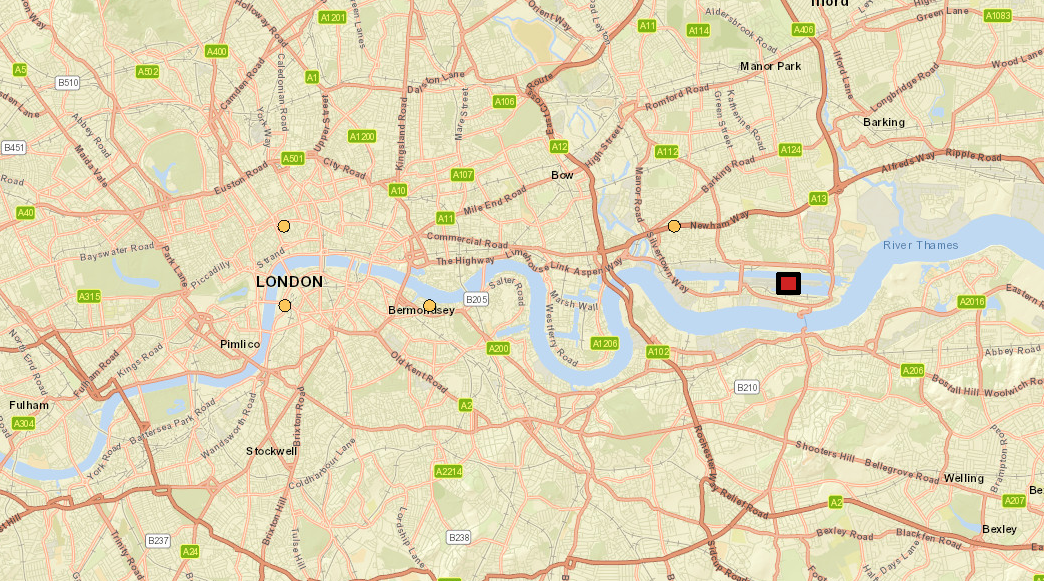 Ilford
A1201
Holloway Road
Green Lanes
Orient Way
A11
A114
Aldersbrook Road
A406
Green Lane
A1083
A400
A5
A502
B510
A1
Dalston Lane
Route
Manor Park
Wood Lane
Ilford Lane
Longbridge Road
Camden Road
Caledonian Road
York Way
Upper Street
Kingsland Road
Mare Street
A106
East Cross
Romford Road
Green Street
Katherine Road
Barking
Abbey Road
B451
Maida Vale
A1200
A12
High Street
A112
A124
A501
City Road
Euston Road
A107
A10
Bow
Manor Road
Barking Road
Alfreds Way
Ripple Road
Road
A40
Mile End Road
A11
A13
Newham Way
Bayswater Road
Park Lane
Piccadilly
Strand
Commercial Road
The Highway
Limehouse
Link
Aspen Way
Silvertown Way
River Thames
LONDON
A315
Salter Road
B205
Marsh Wall
Bermondsey
Westferry Road
A2016
Eastern R
Pimlico
North End Road
Kings Road
Fulham Road
A200
A1206
A102
Abbey Road
A206
Old Kent Road
B210
Bostall Hill
Woolwich Ro
Fulham
A304
A2
Battersea Park Road
Wandsworth Road
Brixton Road
York Road
Stockwell
Coldharbour Lane
A2214
Rochester Way Relief Road
Shooters Hill
Bellegrove Road
Welling
Brampton Road
A207
A2
Brixton Hill
Tulse Hill
Lordship Lane
B237
A24
Trinity Road
B238
Sidcup Road
Bexley Road
Blackfen Road
Days Lane
Bexley